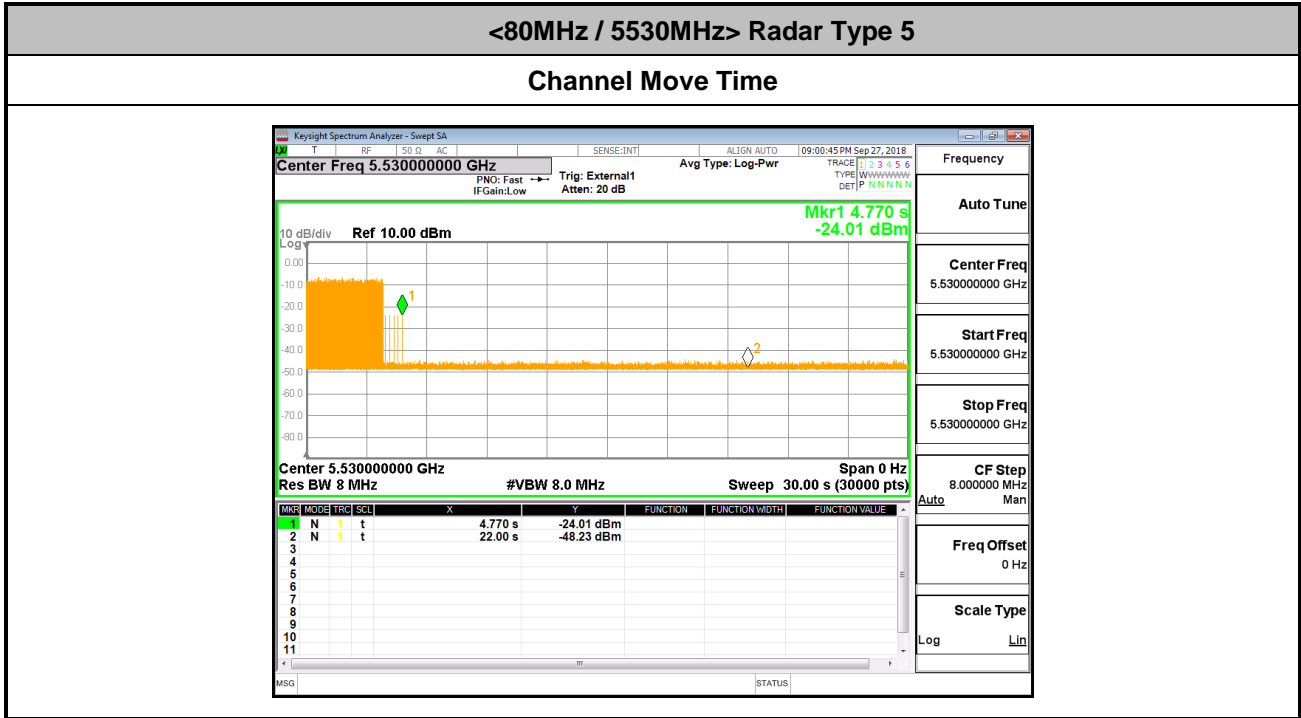 <80MHz / 5530MHz> Radar Type 5
Channel Move Time
Keysight Spectrum Analyzer - Swept SA
LXI T RF 50 Ω AC SENSE:INT ALIGN AUTO 09:00:45 PM Sep 27, 2018
Center Freq 5.530000000 GHz
PNO: Fast
IFGain:Low
Trig: External1
Atten: 20 dB
Avg Type: Log-Pwr
TRACE 1 2 3 4 5 6
TYPE WWWWWW
DET P N N N N N
Mkr1 4.770 s
-24.01 dBm
10 dB/div Ref 10.00 dBm
Log
0.00
-10.0
-20.0
-30.0
-40.0
-50.0
-60.0
-70.0
-80.0
1
2
Center 5.530000000 GHz Span 0 Hz
Res BW 8 MHz #VBW 8.0 MHz Sweep 30.00 s (30000 pts)
MKR MODE TRC SCL X Y FUNCTION FUNCTION WIDTH FUNCTION VALUE
1 N 1 t 4.770 s -24.01 dBm
2 N 1 t 22.00 s -48.23 dBm
3
4
5
6
7
8
9
10
11
MSG STATUS
Frequency
Auto Tune
Center Freq
5.530000000 GHz
Start Freq
5.530000000 GHz
Stop Freq
5.530000000 GHz
CF Step
8.000000 MHz
Auto Man
Freq Offset
0 Hz
Scale Type
Log Lin